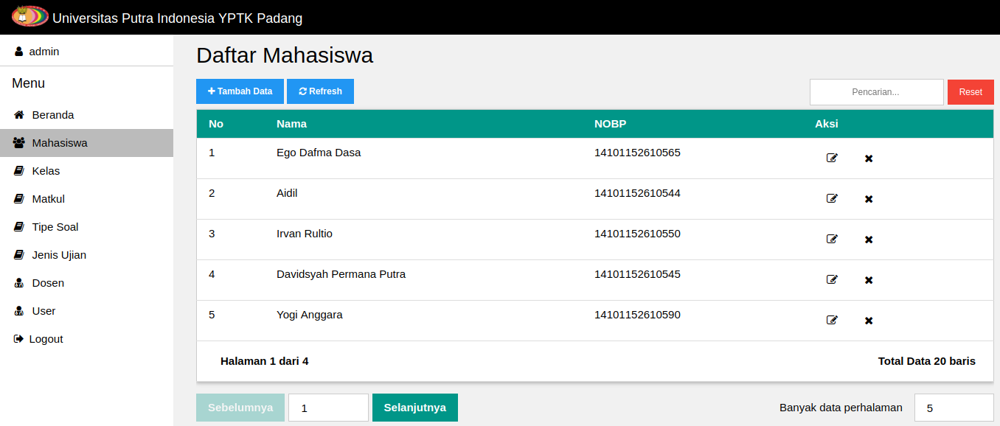 Universitas Putra Indonesia YPTK Padang
admin
Menu
Beranda
Mahasiswa
Kelas
Matkul
Tipe Soal
Jenis Ujian
Dosen
User
Logout
Daftar Mahasiswa
Tambah Data Refresh Pencarian... Reset
No Nama NOBP Aksi
1 Ego Dafma Dasa 14101152610565
2 Aidil 14101152610544
3 Irvan Rultio 14101152610550
4 Davidsyah Permana Putra 14101152610545
5 Yogi Anggara 14101152610590
Halaman 1 dari 4 Total Data 20 baris
Sebelumnya 1 Selanjutnya Banyak data perhalaman 5